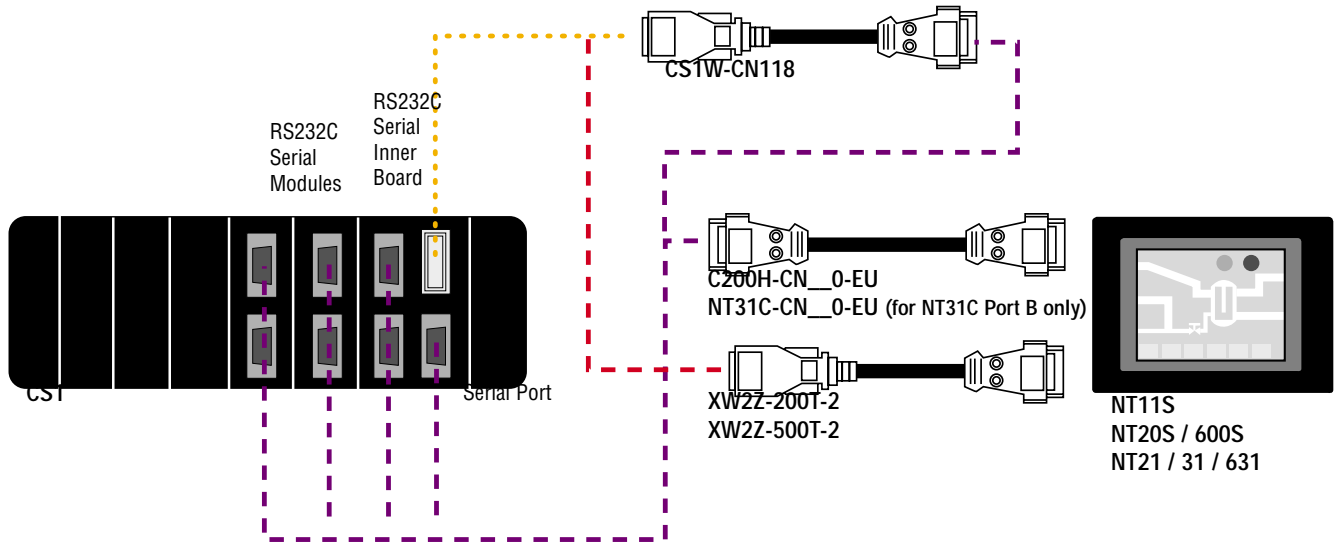 CS1W-CN118
RS232C
Serial
Modules
RS232C
Serial
Inner
Board
C200H-CN__0-EU
NT31C-CN__0-EU (for NT31C Port B only)
CS1
Serial Port
XW2Z-200T-2
XW2Z-500T-2
NT11S
NT20S / 600S
NT21 / 31 / 631